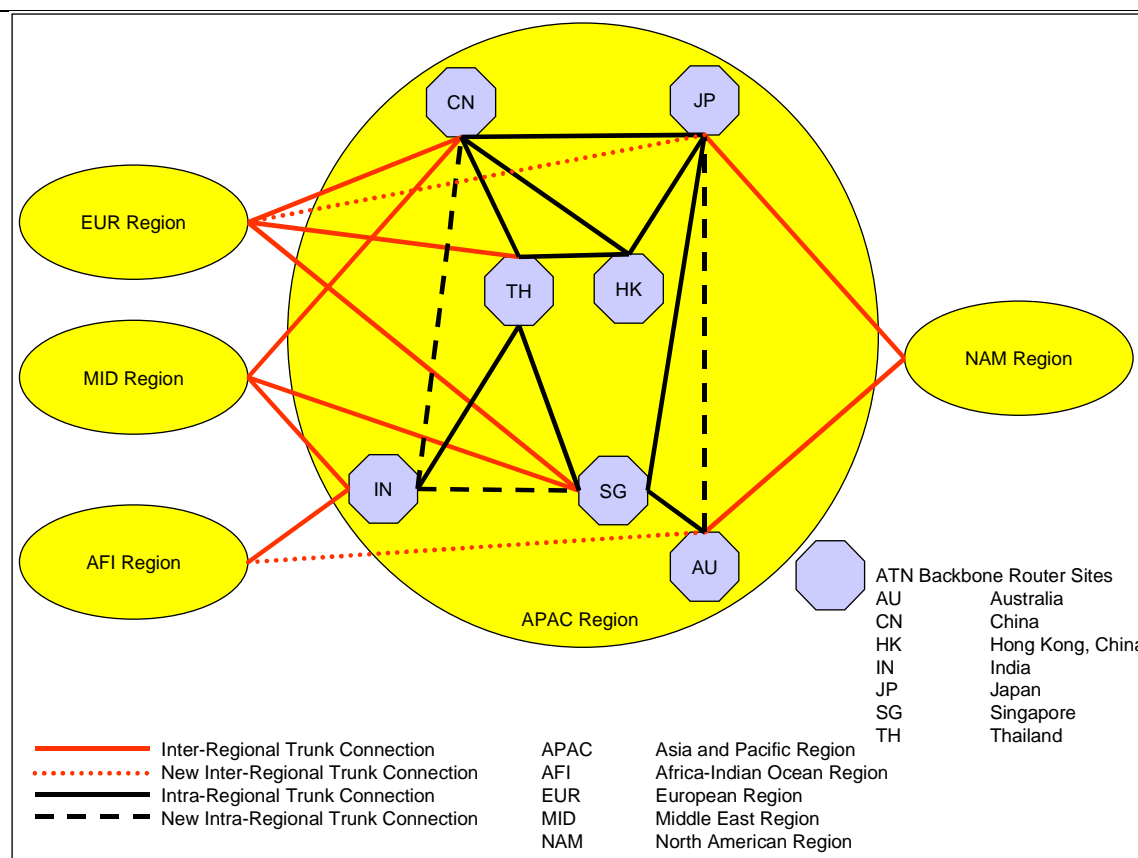 CN
JP
EUR Region
TH
HK
MID Region
NAM Region
IN
SG
AFI Region
AU
APAC Region
ATN Backbone Router Sites
AU Australia
CN China
HK Hong Kong, China
IN India
JP Japan
SG Singapore
TH Thailand
Inter-Regional Trunk Connection
New Inter-Regional Trunk Connection
Intra-Regional Trunk Connection
New Intra-Regional Trunk Connection
APAC Asia and Pacific Region
AFI Africa-Indian Ocean Region
EUR European Region
MID Middle East Region
NAM North American Region